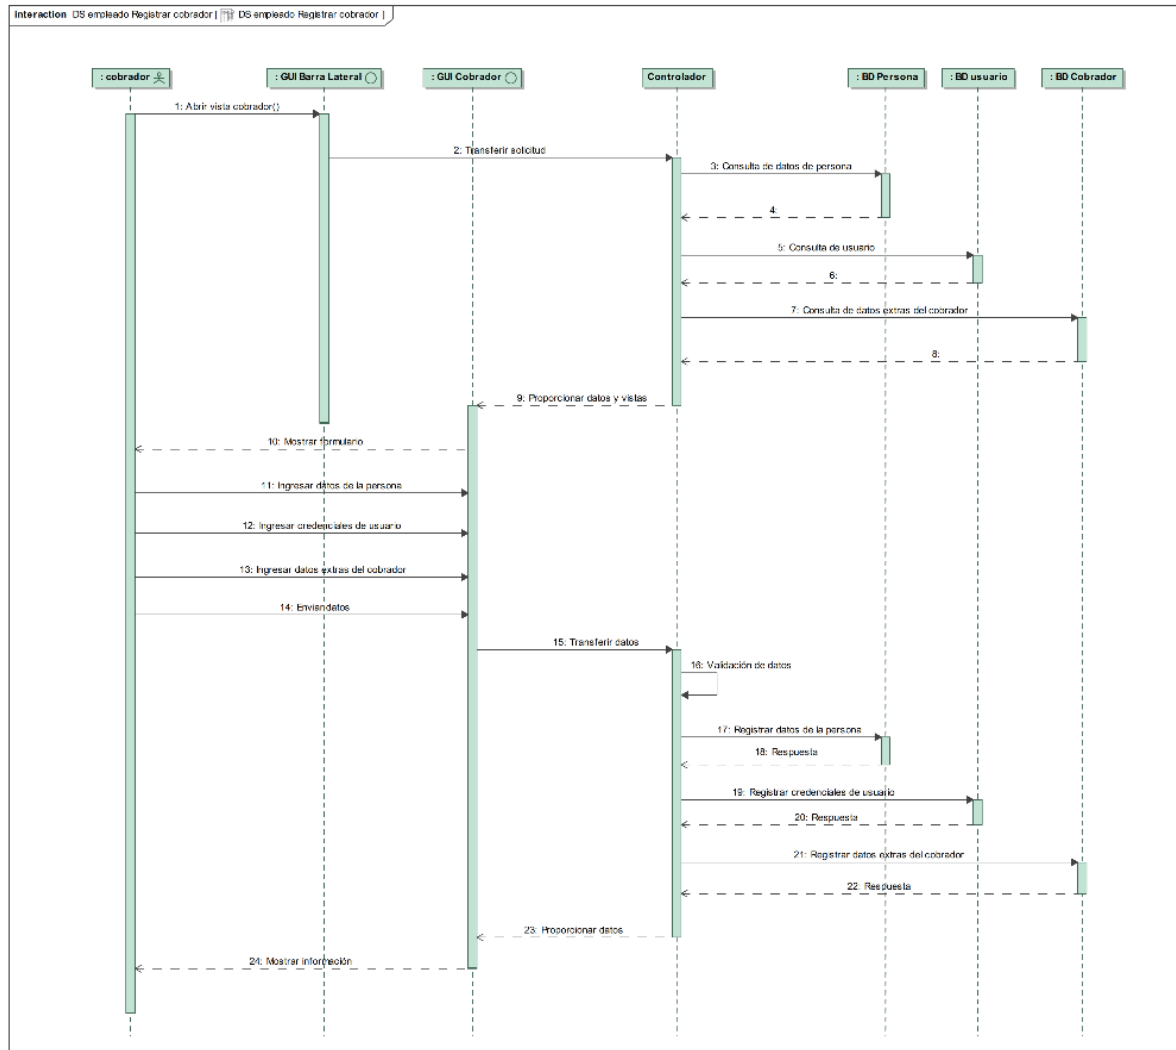 Interaction DS empleado Registrar cobrador [ DS empleado Registrar cobrador ]
: cobrador
: GUI Barra Lateral
: GUI Cobrador
Controlador
: BD Persona
: BD usuario
: BD Cobrador
1: Abrir vista cobrador()
2: Transferir solicitud
3: Consulta de datos de persona
4:
5: Consulta de usuario
6:
7: Consulta de datos extras del cobrador
8:
9: Proporcionar datos y vistas
10: Mostrar formulario
11: Ingresar datos de la persona
12: Ingresar credenciales de usuario
13: Ingresar datos extras del cobrador
14: Enviandatos
15: Transferir datos
16: Validación de datos
17: Registrar datos de la persona
18: Respuesta
19: Registrar credenciales de usuario
20: Respuesta
21: Registrar datos extras del cobrador
22: Respuesta
23: Proporcionar datos
24: Mostrar información